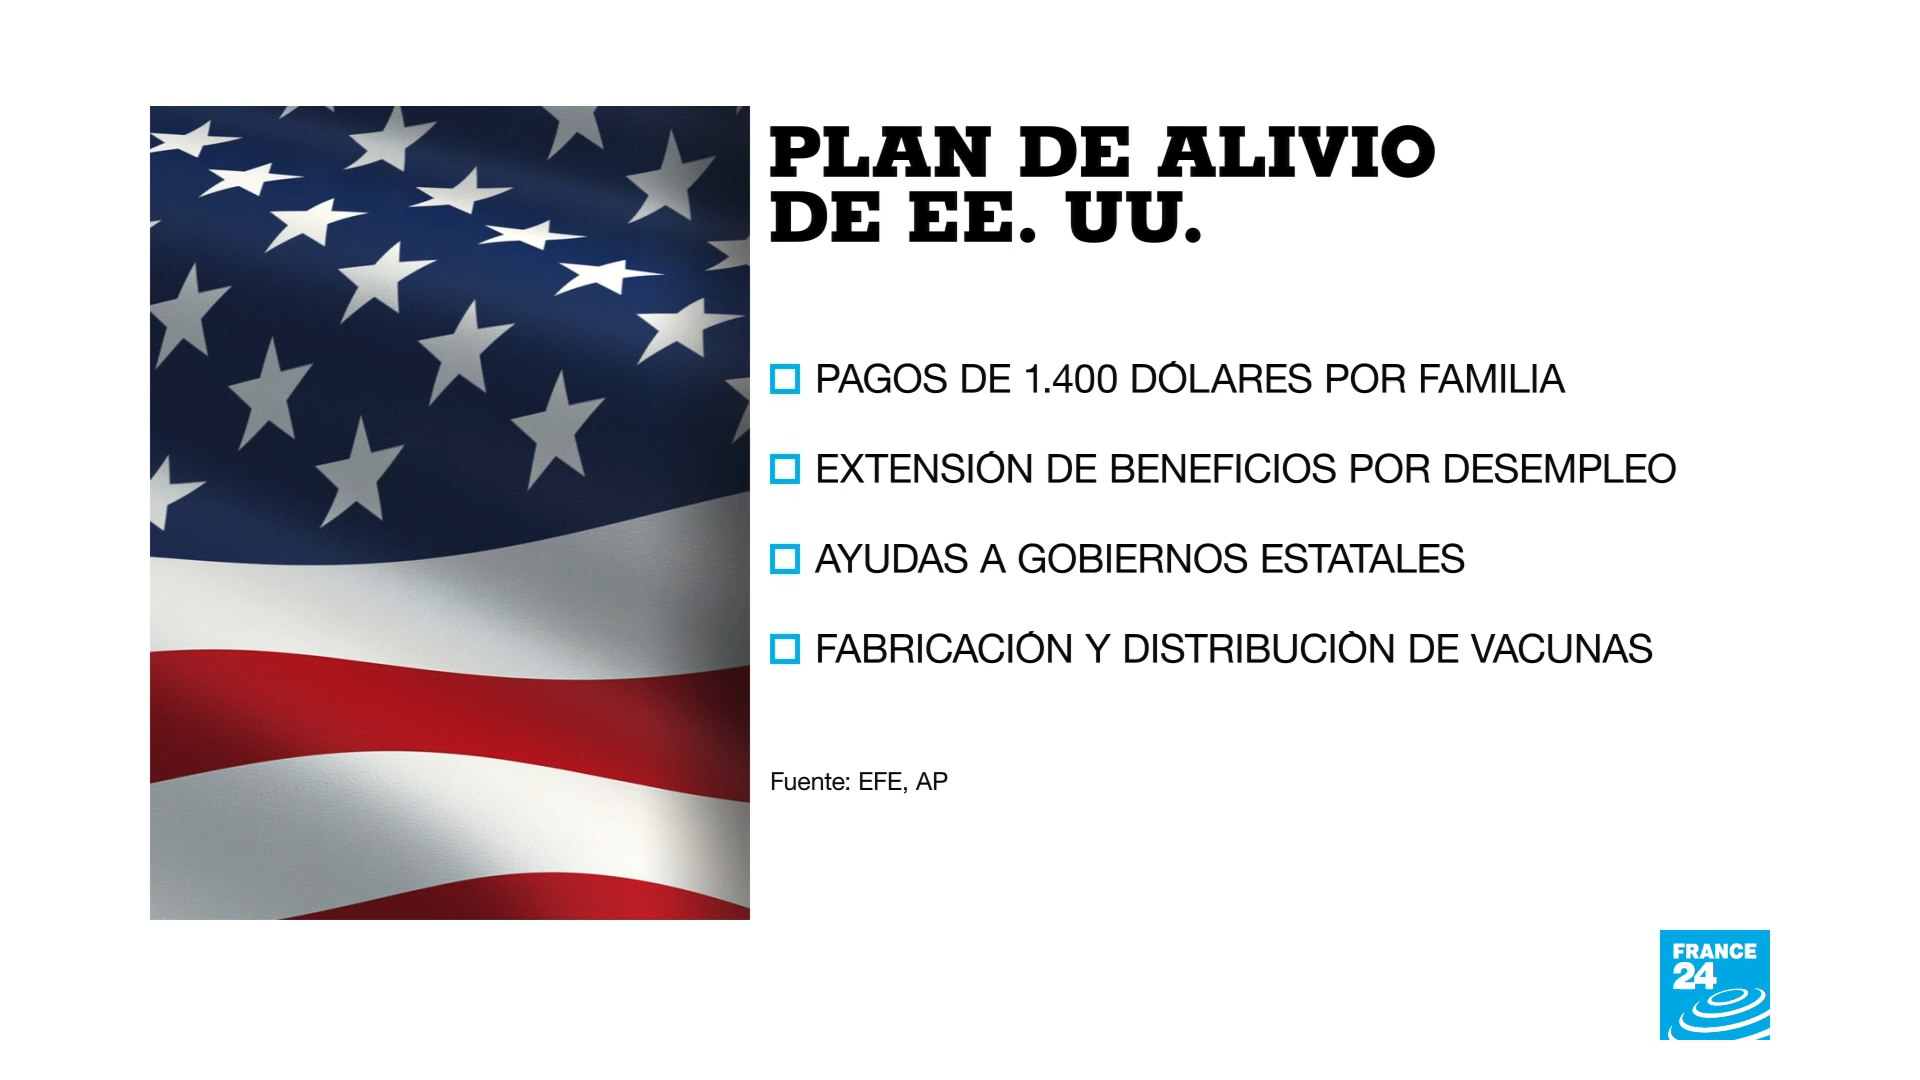 PLAN DE ALIVIO
DE EE. UU.
PAGOS DE 1.400 DÓLARES POR FAMILIA
EXTENSIÓN DE BENEFICIOS POR DESEMPLEO
AYUDAS A GOBIERNOS ESTATALES
FABRICACIÓN Y DISTRIBUCIÓN DE VACUNAS
Fuente: EFE, AP
FRANCE
24